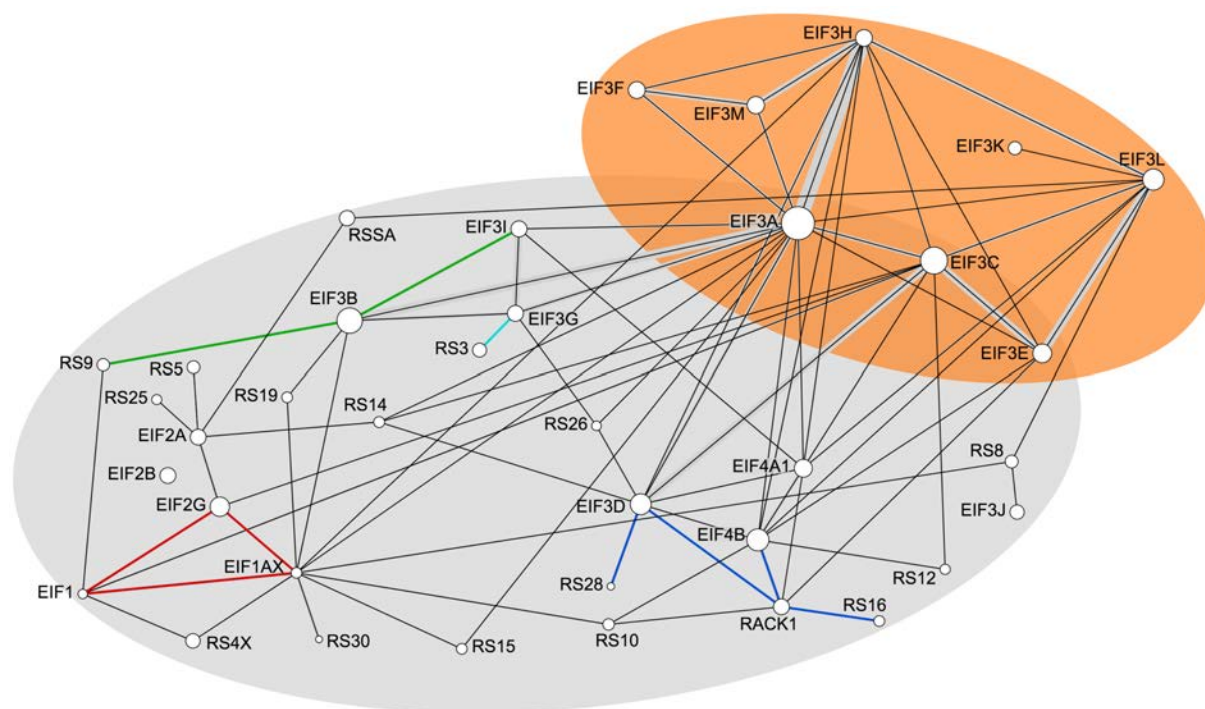 EIF3H
EIF3F
EIF3M
EIF3K
EIF3L
RSSA
EIF3I
EIF3A
EIF3C
EIF3B
EIF3G
RS3
EIF3E
RS9
RS5
RS25
RS19
RS14
RS26
EIF2A
EIF2B
EIF4A1
RS8
EIF2G
EIF3D
EIF4B
EIF3J
EIF1AX
EIF1
RS28
RS12
RACK1
RS16
RS4X
RS30
RS15
RS10